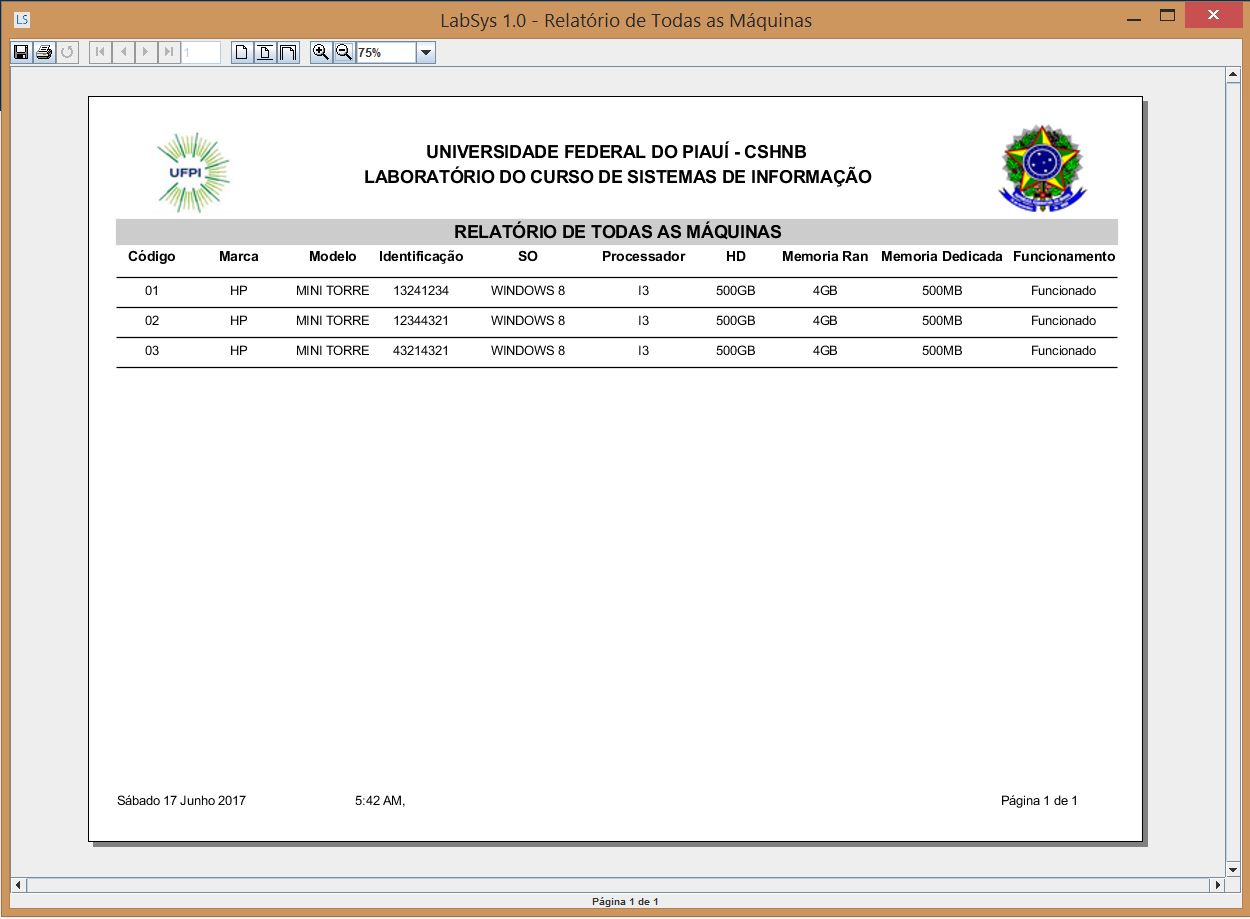 LS
LabSys 1.0 - Relatório de Todas as Máquinas
1
75%
UFPI
UNIVERSIDADE FEDERAL DO PIAUÍ - CSHNB
LABORATÓRIO DO CURSO DE SISTEMAS DE INFORMAÇÃO
RELATÓRIO DE TODAS AS MÁQUINAS
Código Marca Modelo Identificação SO Processador HD Memoria Ran Memoria Dedicada Funcionamento
01 HP MINI TORRE 13241234 WINDOWS 8 I3 500GB 4GB 500MB Funcionado
02 HP MINI TORRE 12344321 WINDOWS 8 I3 500GB 4GB 500MB Funcionado
03 HP MINI TORRE 43214321 WINDOWS 8 I3 500GB 4GB 500MB Funcionado
Sábado 17 Junho 2017 5:42 AM, Página 1 de 1
Página 1 de 1